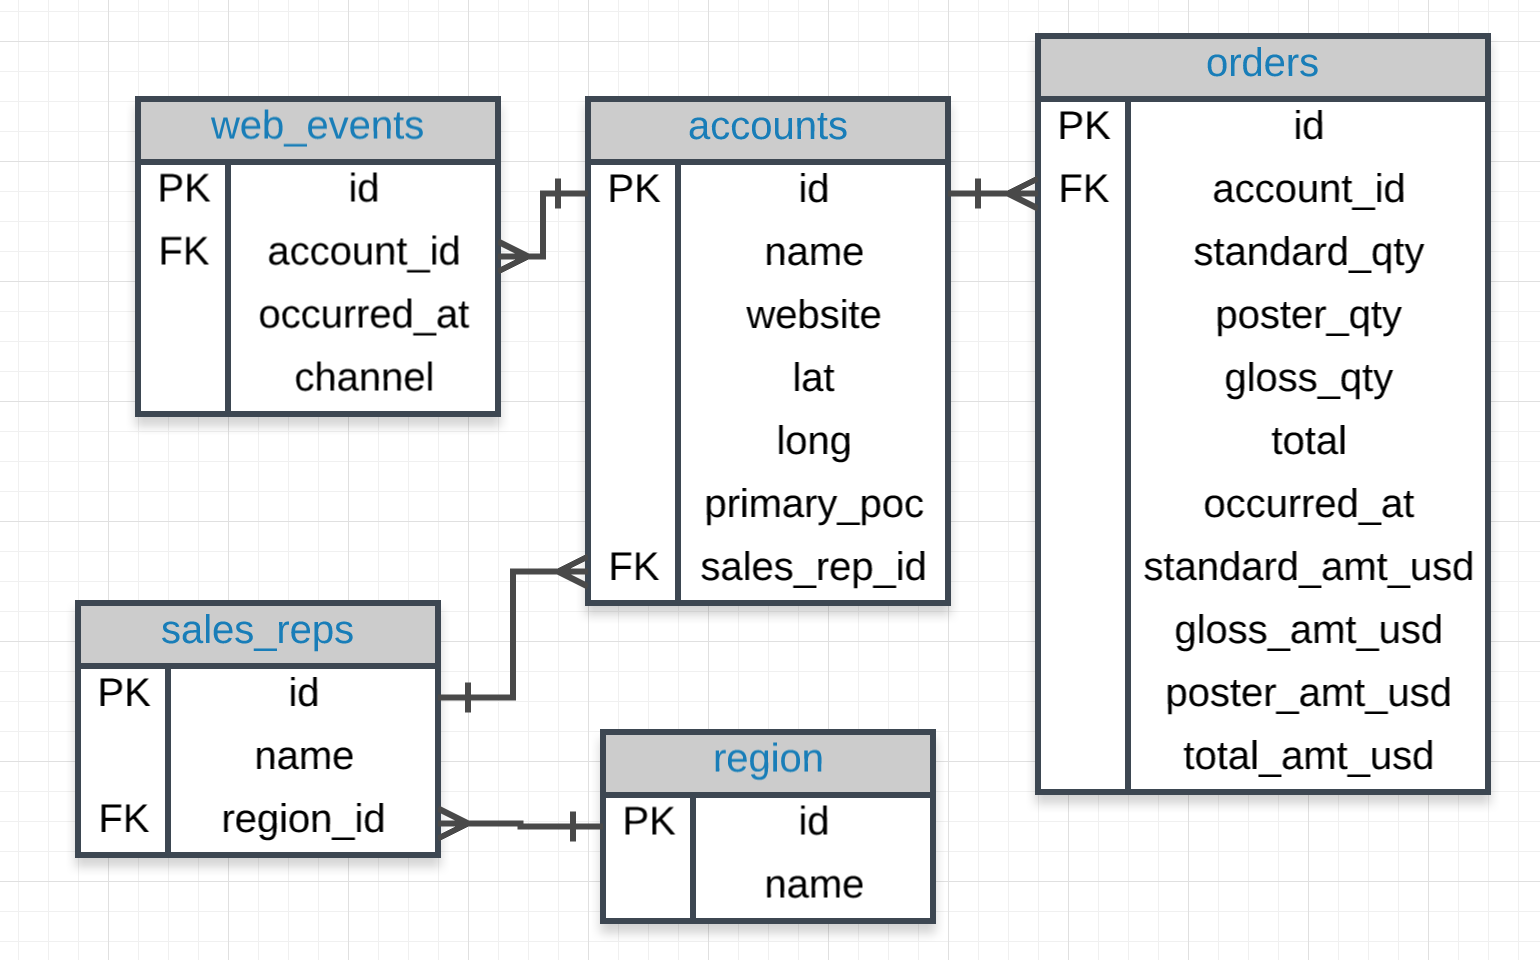 web_events
PK id
FK account_id
occurred_at
channel
accounts
PK id
name
website
lat
long
primary_poc
FK sales_rep_id
orders
PK id
FK account_id
standard_qty
poster_qty
gloss_qty
total
occurred_at
standard_amt_usd
gloss_amt_usd
poster_amt_usd
total_amt_usd
sales_reps
PK id
name
FK region_id
region
PK id
name